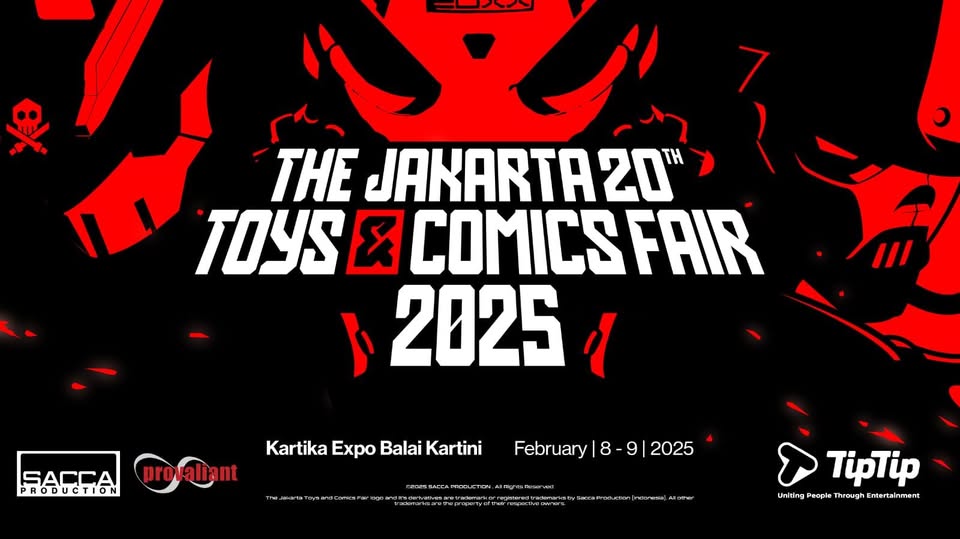 THE JAKARTA 20TH
TOYS & COMICS FAIR
2025
Kartika Expo Balai Kartini February | 8 - 9 | 2025
SACCA
PRODUCTION
provaliant
TipTip
Uniting People Through Entertainment
©2025 SACCA PRODUCTION . All Rights Reserved
The Jakarta Toys and Comics Fair logo and it's derivatives are trademark or registered trademarks by Sacca Production (Indonesia). All other
trademarks are the property of their respective owners.